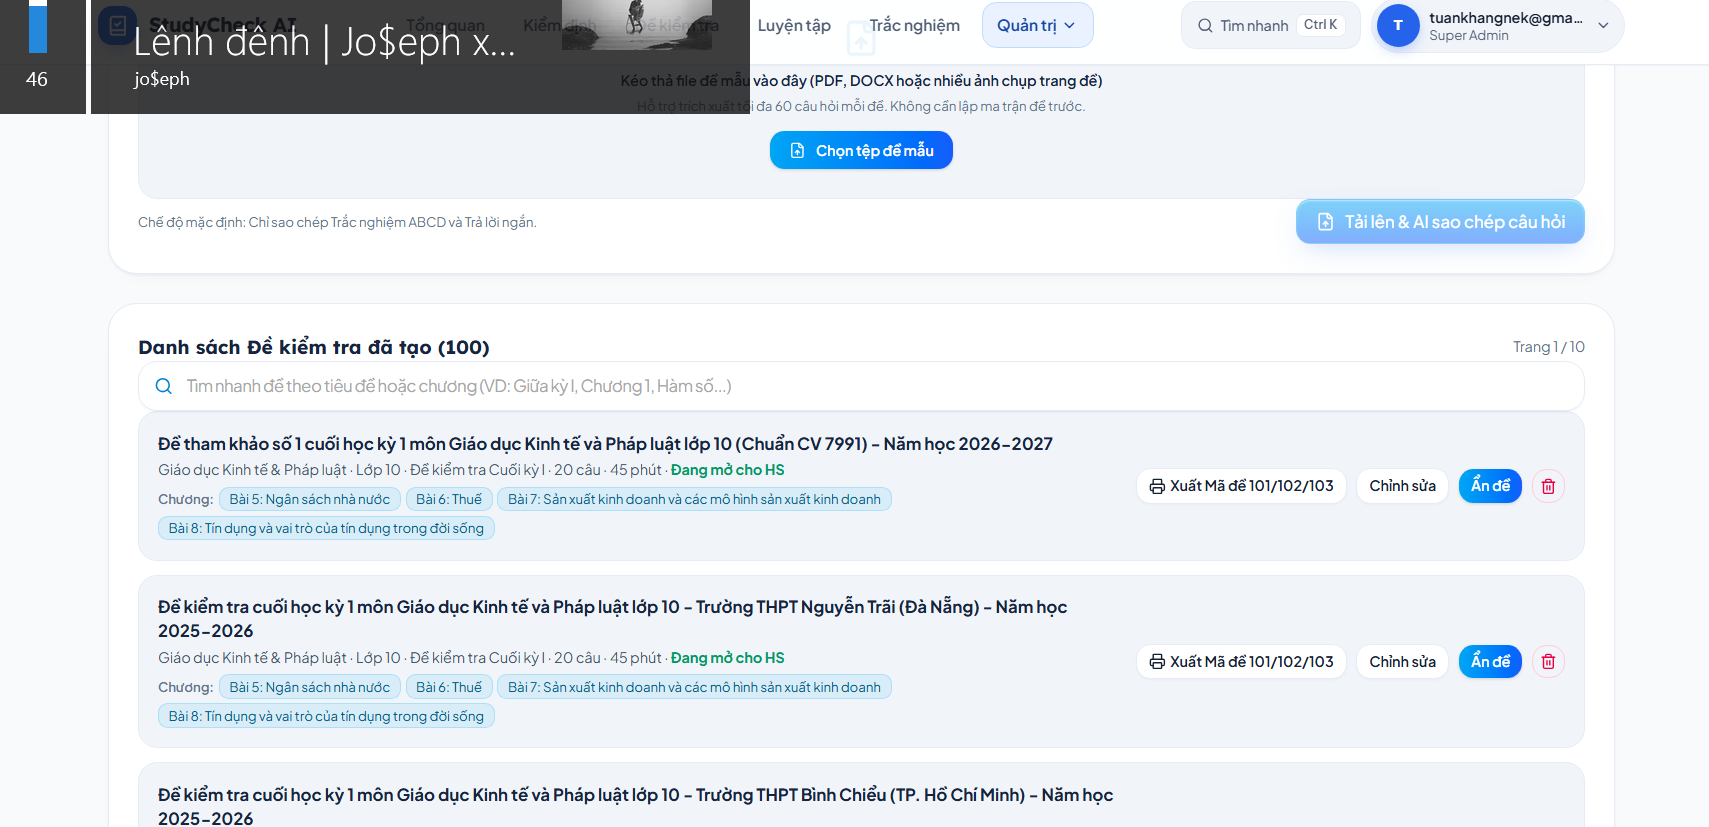 46
Lênh đênh | Jo$eph x...
jo$eph
StudyCheck AI
Tổng quan
Kiểm định
Đề kiểm tra
Luyện tập
Trắc nghiệm
Quản trị
Tìm nhanh
Ctrl K
T
tuankhangnek@gma...
Super Admin
Kéo thả file đề mẫu vào đây (PDF, DOCX hoặc nhiều ảnh chụp trang đề)
Hỗ trợ trích xuất tối đa 60 câu hỏi mỗi đề. Không cần lập ma trận đề trước.
Chọn tệp đề mẫu
Chế độ mặc định: Chỉ sao chép Trắc nghiệm ABCD và Trả lời ngắn.
Tải lên & AI sao chép câu hỏi
Danh sách Đề kiểm tra đã tạo (100)
Trang 1 / 10
Tìm nhanh đề theo tiêu đề hoặc chương (VD: Giữa kỳ I, Chương 1, Hàm số...)
Đề tham khảo số 1 cuối học kỳ 1 môn Giáo dục Kinh tế và Pháp luật lớp 10 (Chuẩn CV 7991) - Năm học 2026-2027
Giáo dục Kinh tế & Pháp luật · Lớp 10 · Đề kiểm tra Cuối kỳ I · 20 câu · 45 phút · Đang mở cho HS
Chương: Bài 5: Ngân sách nhà nước Bài 6: Thuế Bài 7: Sản xuất kinh doanh và các mô hình sản xuất kinh doanh
Bài 8: Tín dụng và vai trò của tín dụng trong đời sống
Xuất Mã đề 101/102/103
Chỉnh sửa
Ẩn đề
Đề kiểm tra cuối học kỳ 1 môn Giáo dục Kinh tế và Pháp luật lớp 10 - Trường THPT Nguyễn Trãi (Đà Nẵng) - Năm học
2025-2026
Giáo dục Kinh tế & Pháp luật · Lớp 10 · Đề kiểm tra Cuối kỳ I · 20 câu · 45 phút · Đang mở cho HS
Chương: Bài 5: Ngân sách nhà nước Bài 6: Thuế Bài 7: Sản xuất kinh doanh và các mô hình sản xuất kinh doanh
Bài 8: Tín dụng và vai trò của tín dụng trong đời sống
Xuất Mã đề 101/102/103
Chỉnh sửa
Ẩn đề
Đề kiểm tra cuối học kỳ 1 môn Giáo dục Kinh tế và Pháp luật lớp 10 - Trường THPT Bình Chiểu (TP. Hồ Chí Minh) - Năm học
2025-2026